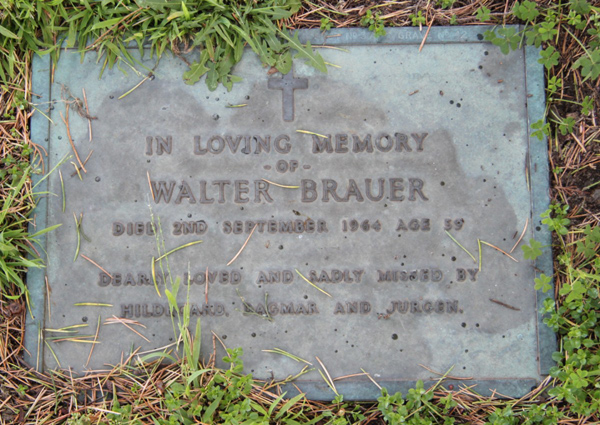 IN LOVING MEMORY
- OF -
WALTER BRAUER
DIED 2ND SEPTEMBER 1964 AGE 39
DEARLY LOVED AND SADLY MISSED BY
HILDEGARD, DAGMAR AND JURGEN.